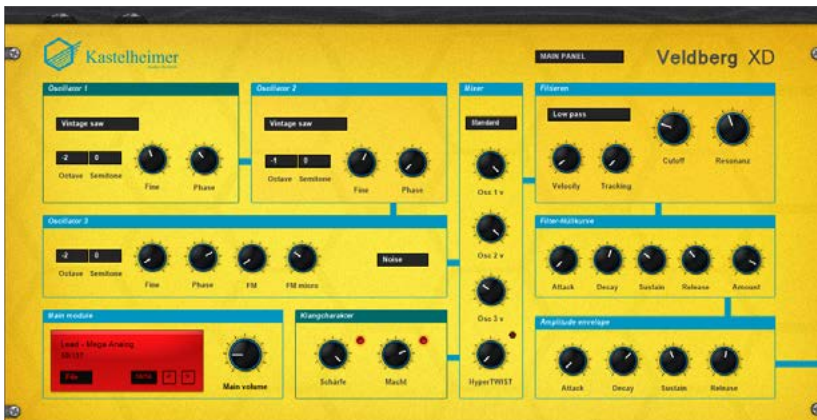 Kastelheimer
MAIN PANEL
Veldberg XD
Oscillator 1
Vintage saw
-2 0
Octave Semitone
Fine Phase
Oscillator 2
Vintage saw
-1 0
Octave Semitone
Fine Phase
Mixer
Standard
Osc 1 v
Osc 2 v
Osc 3 v
HyperTWIST
Filtieren
Low pass
Velocity Tracking
Cutoff Resonanz
Oscillator 3
-2 0
Octave Semitone
Fine Phase FM FM micro
Noise
Filter-Hüllkurve
Attack Decay Sustain Release Amount
Main module
Lead - Mega Analog
File
Main volume
Klangcharakter
Schärfe Macht
Amplitude envelope
Attack Decay Sustain Release